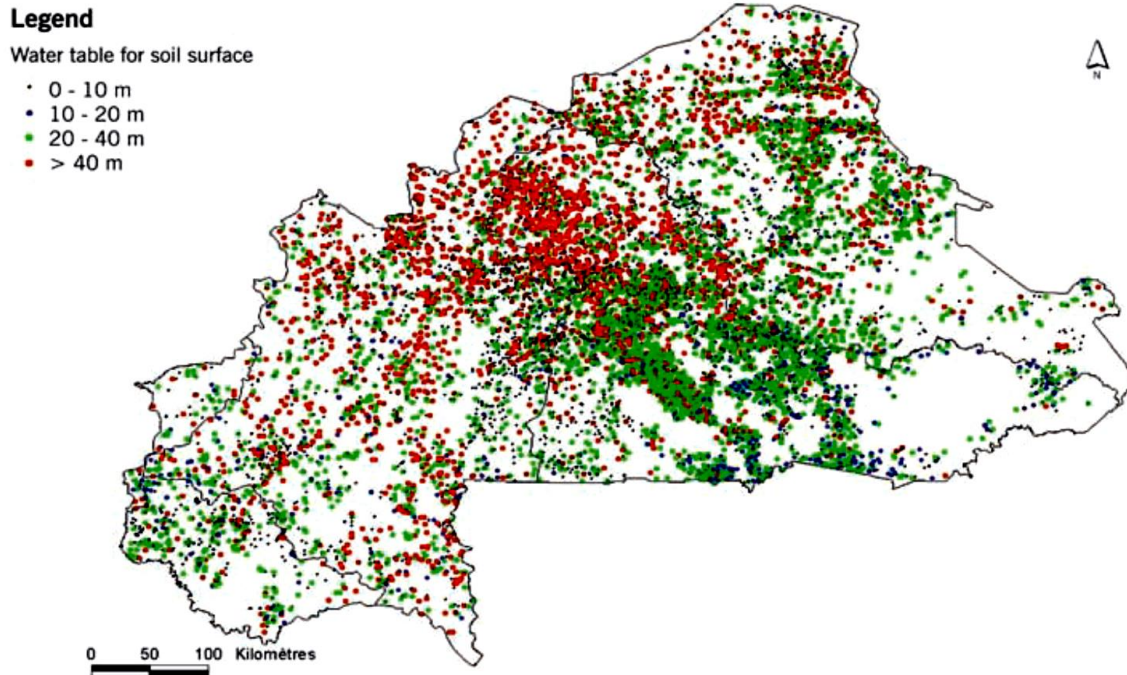 Legend
Water table for soil surface
0 - 10 m
10 - 20 m
20 - 40 m
> 40 m
N
0 50 100 Kilomètres